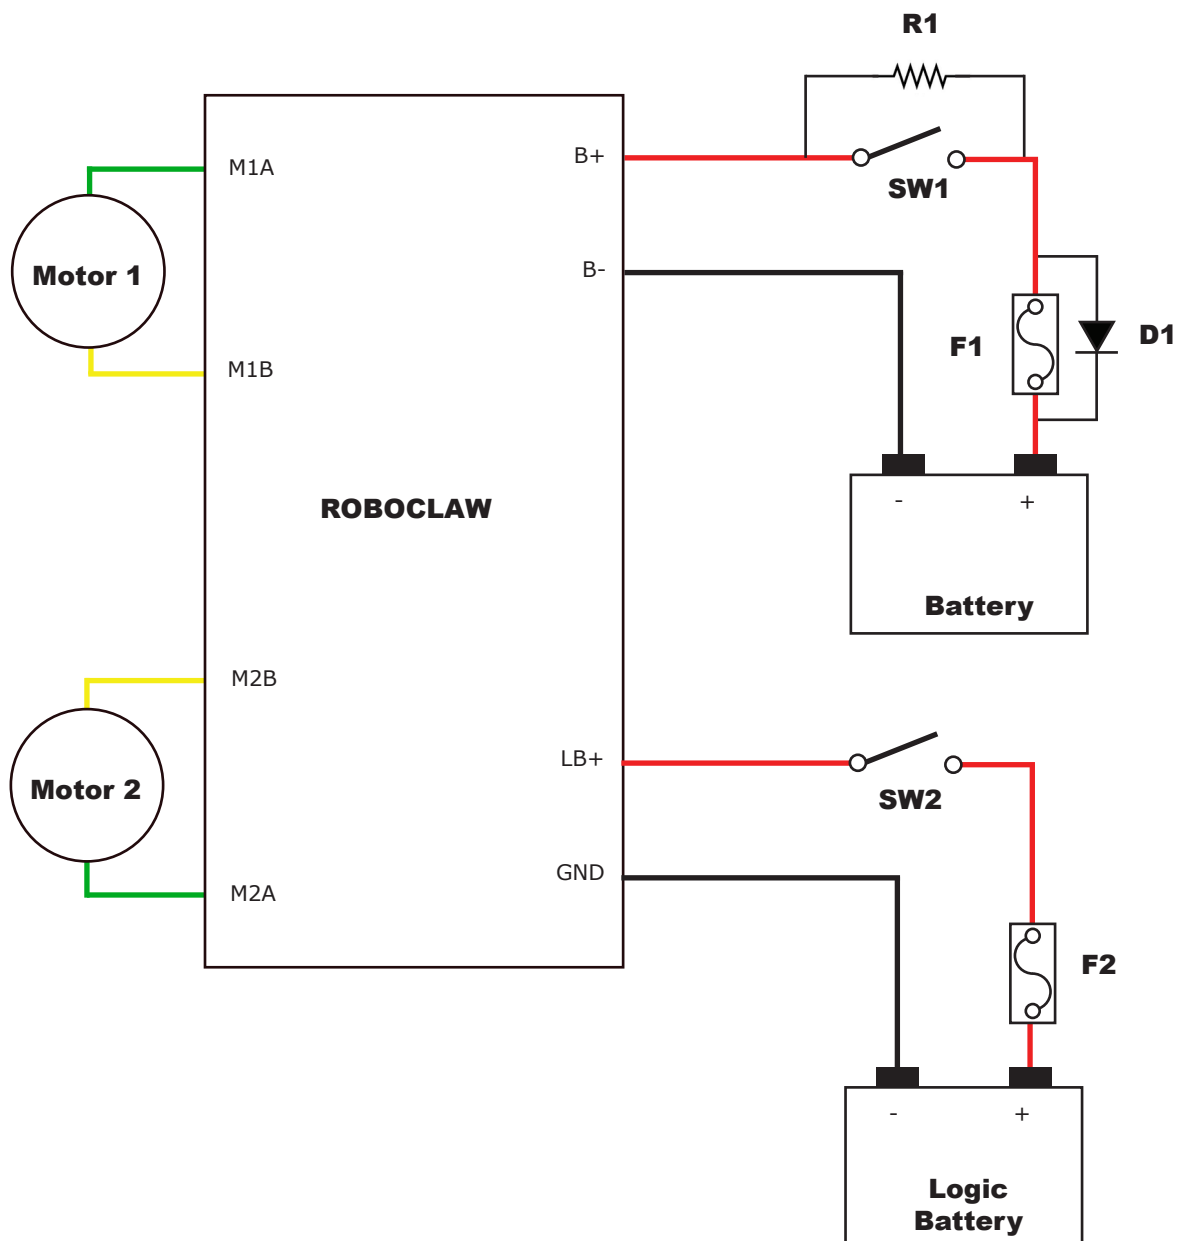 R1
B+
M1A
SW1
B-
Motor 1
F1
D1
M1B
ROBOCLAW
-
+
Battery
M2B
LB+
Motor 2
SW2
GND
M2A
F2
-
+
Logic
Battery